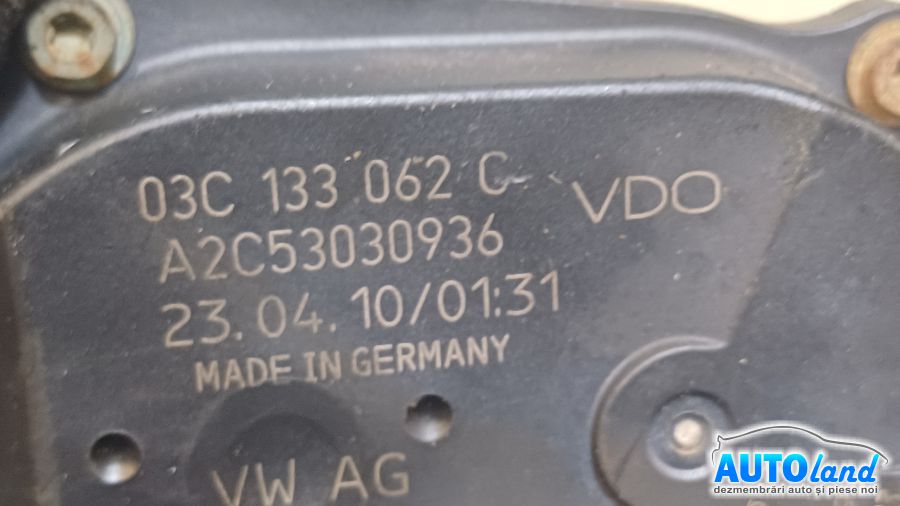 03C 133 062 C VDO
A2C53030936
23.04.10/01:31
MADE IN GERMANY
VW AG
AUTOland
dezmembrări auto și piese noi